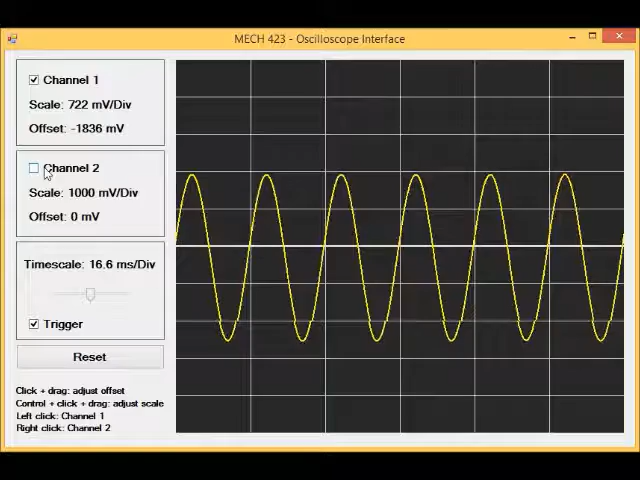 MECH 423 - Oscilloscope Interface
Channel 1
Scale: 722 mV/Div
Offset: -1836 mV
Channel 2
Scale: 1000 mV/Div
Offset: 0 mV
Timescale: 16.6 ms/Div
Trigger
Reset
Click + drag: adjust offset
Control + click + drag: adjust scale
Left click: Channel 1
Right click: Channel 2